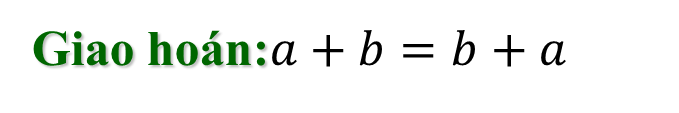 Giao hoán: a + b = b + a